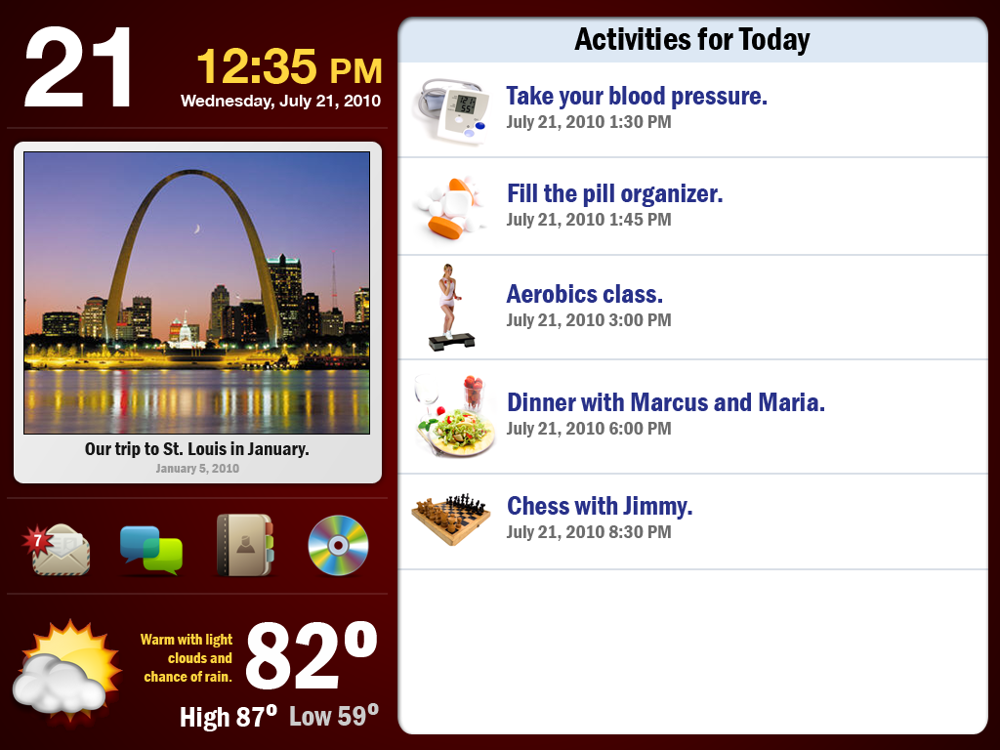 21
12:35 PM
Wednesday, July 21, 2010
Our trip to St. Louis in January.
January 5, 2010
7
Warm with light
clouds and
chance of rain.
82º
High 87º Low 59º
Activities for Today
Take your blood pressure.
July 21, 2010 1:30 PM
Fill the pill organizer.
July 21, 2010 1:45 PM
Aerobics class.
July 21, 2010 3:00 PM
Dinner with Marcus and Maria.
July 21, 2010 6:00 PM
Chess with Jimmy.
July 21, 2010 8:30 PM